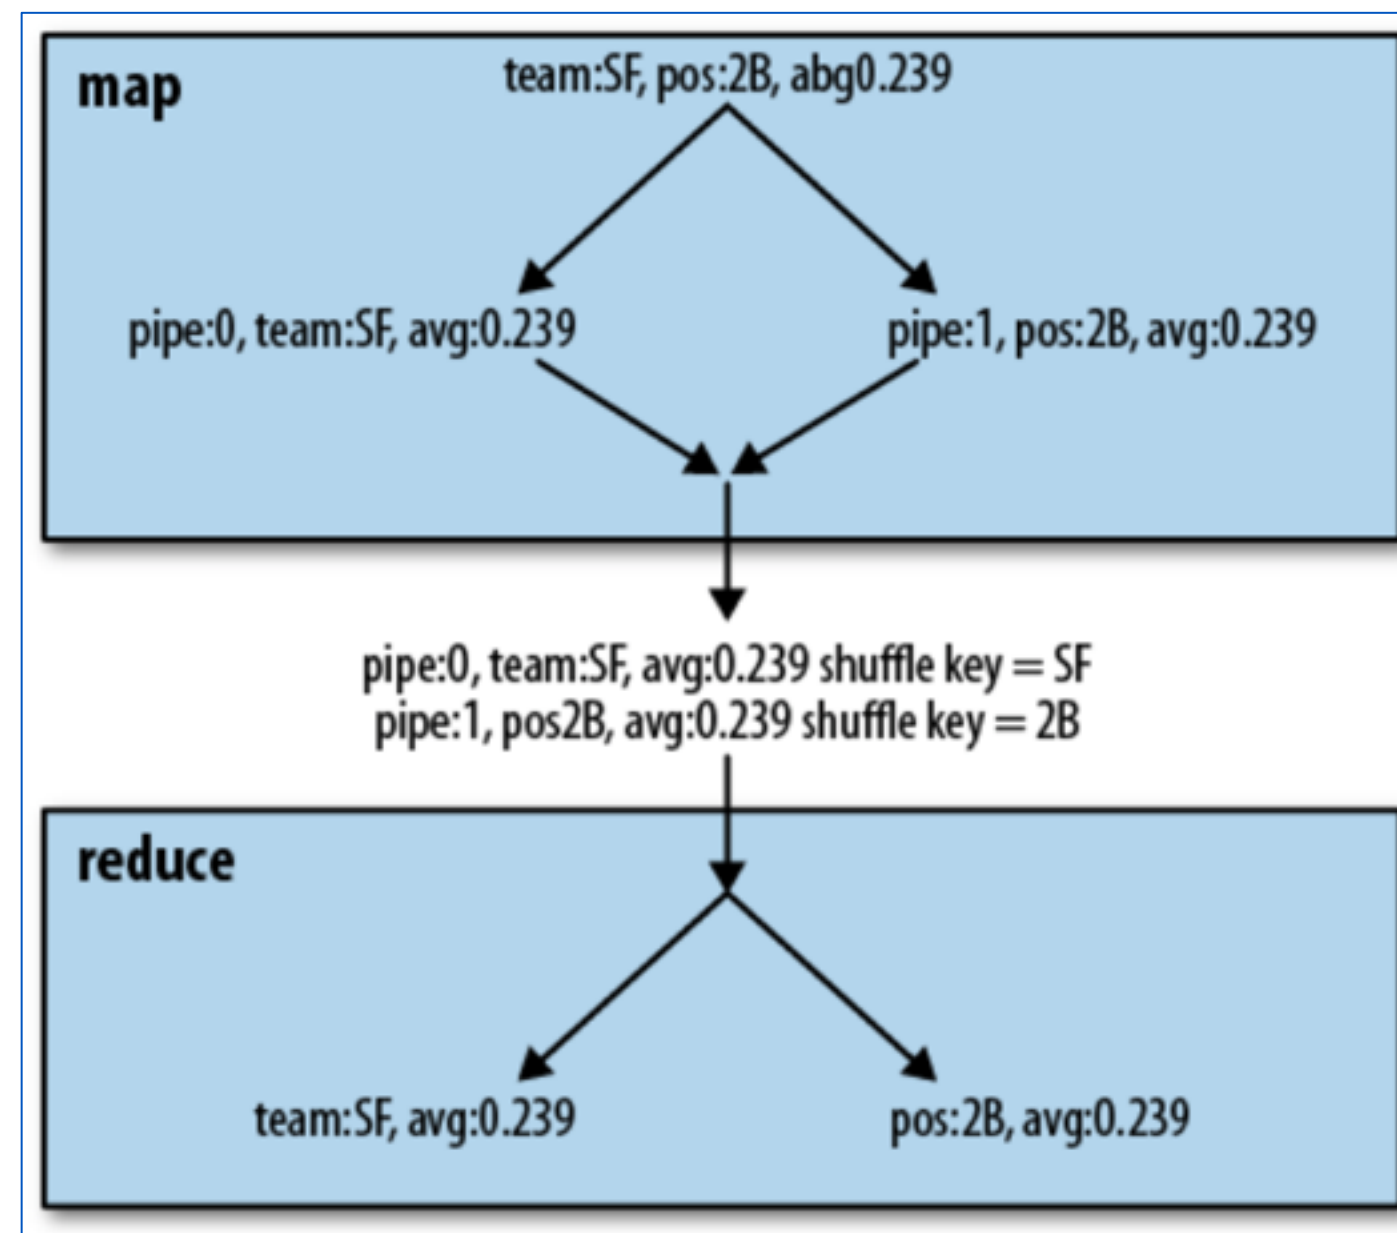 map
team:SF, pos:2B, abg0.239
pipe:0, team:SF, avg:0.239
pipe:1, pos:2B, avg:0.239
pipe:0, team:SF, avg:0.239 shuffle key = SF
pipe:1, pos2B, avg:0.239 shuffle key = 2B
reduce
team:SF, avg:0.239
pos:2B, avg:0.239